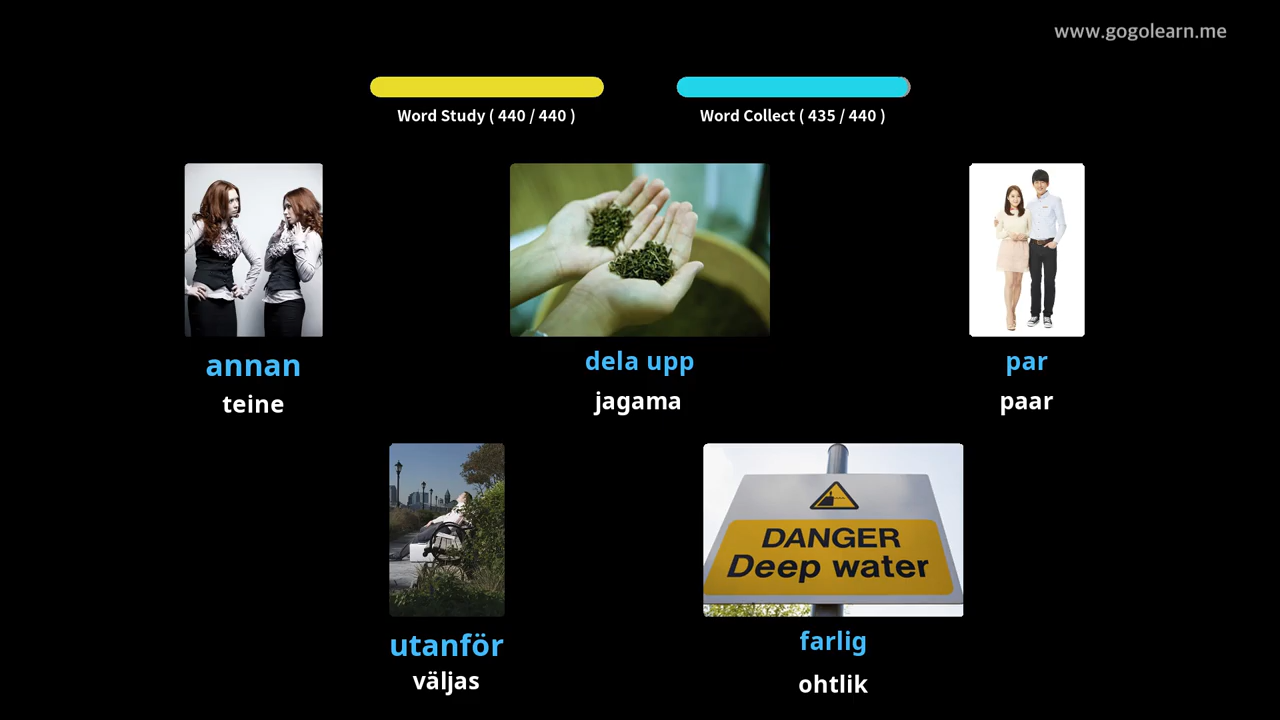 www.gogolearn.me
Word Study ( 440 / 440 )
Word Collect ( 435 / 440 )
annan
teine
dela upp
jagama
par
paar
utanför
väljas
DANGER
Deep water
farlig
ohtlik